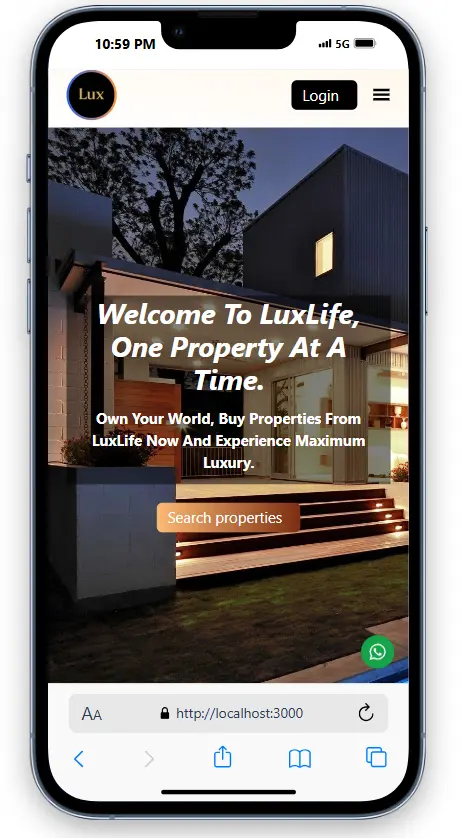 10:59 PM 5G
Lux Login
Welcome To LuxLife,
One Property At A
Time.
Own Your World, Buy Properties From
LuxLife Now And Experience Maximum
Luxury.
Search properties
AA http://localhost:3000